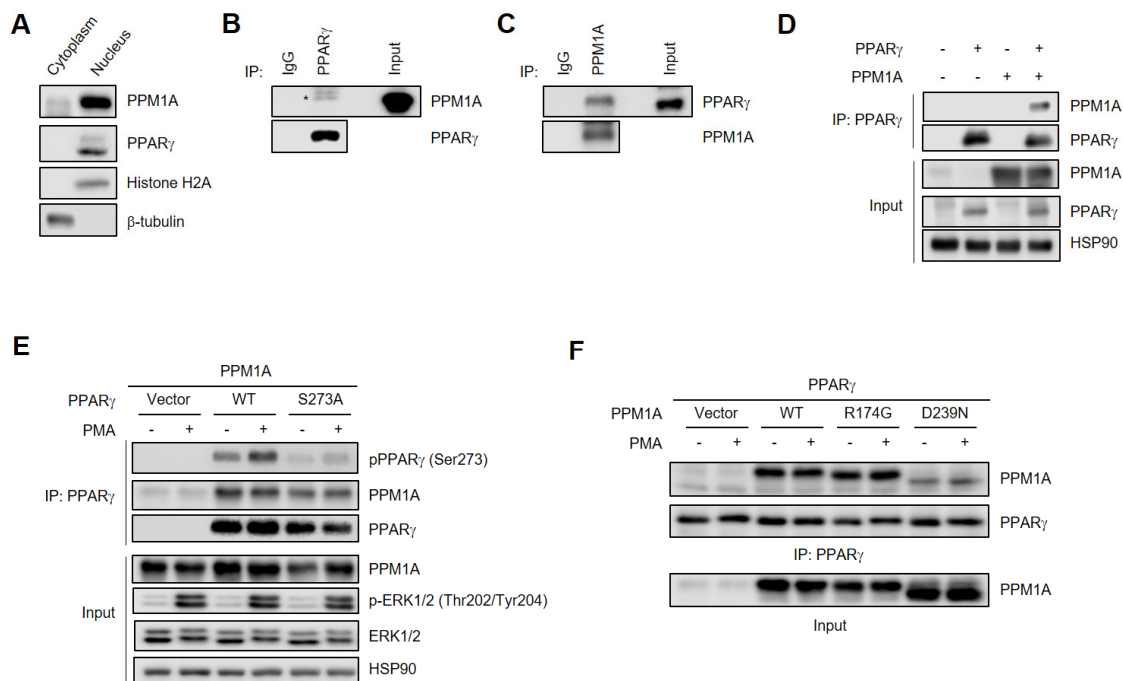 A
Cytoplasm
Nucleus
PPM1A
PPARγ
Histone H2A
β-tubulin
B
IP:
IgG
PPARγ
Input
*
PPM1A
PPARγ
C
IP:
IgG
PPM1A
Input
PPARγ
PPM1A
D
PPARγ - + - +
PPM1A - - + +
IP: PPARγ
PPM1A
PPARγ
Input
PPM1A
PPARγ
HSP90
E
PPM1A
PPARγ Vector WT S273A
PMA - + - + - +
IP: PPARγ
pPPARγ (Ser273)
PPM1A
PPARγ
Input
PPM1A
p-ERK1/2 (Thr202/Tyr204)
ERK1/2
HSP90
F
PPARγ
PPM1A Vector WT R174G D239N
PMA - + - + - + - +
PPM1A
PPARγ
IP: PPARγ
PPM1A
Input